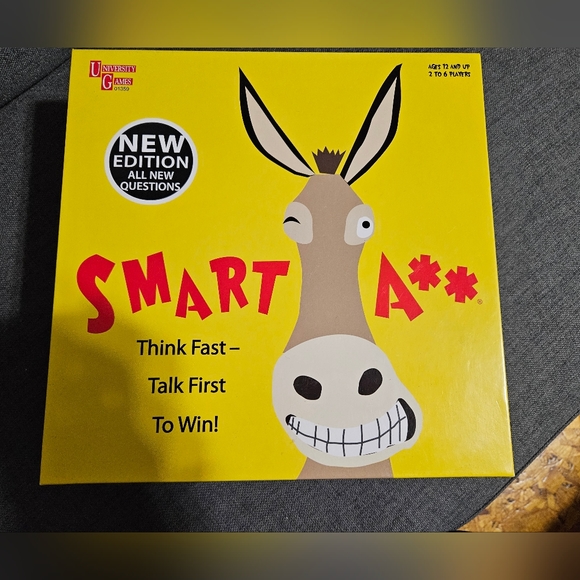 UNIVERSITY
GAMES
01359
AGES 12 AND UP
2 TO 6 PLAYERS
NEW
EDITION
ALL NEW
QUESTIONS
SMART A**®
Think Fast –
Talk First
To Win!